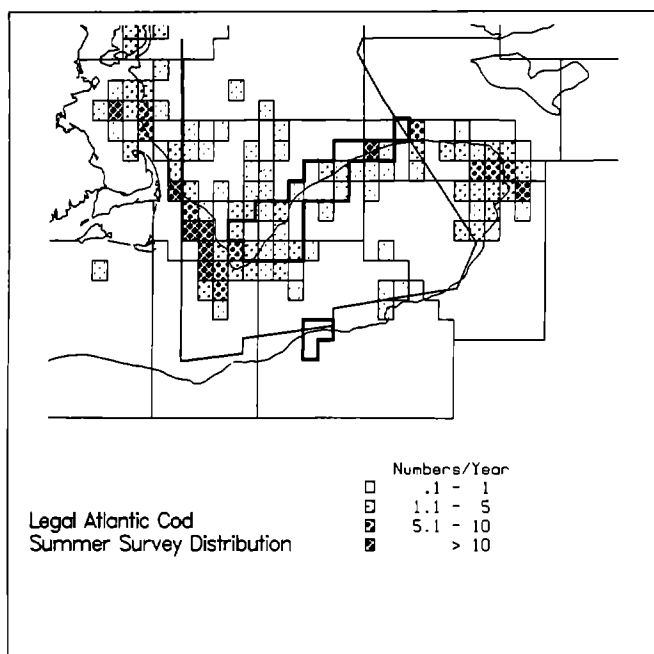 Numbers/Year
.1 - 1
1.1 - 5
5.1 - 10
> 10
Legal Atlantic Cod
Summer Survey Distribution